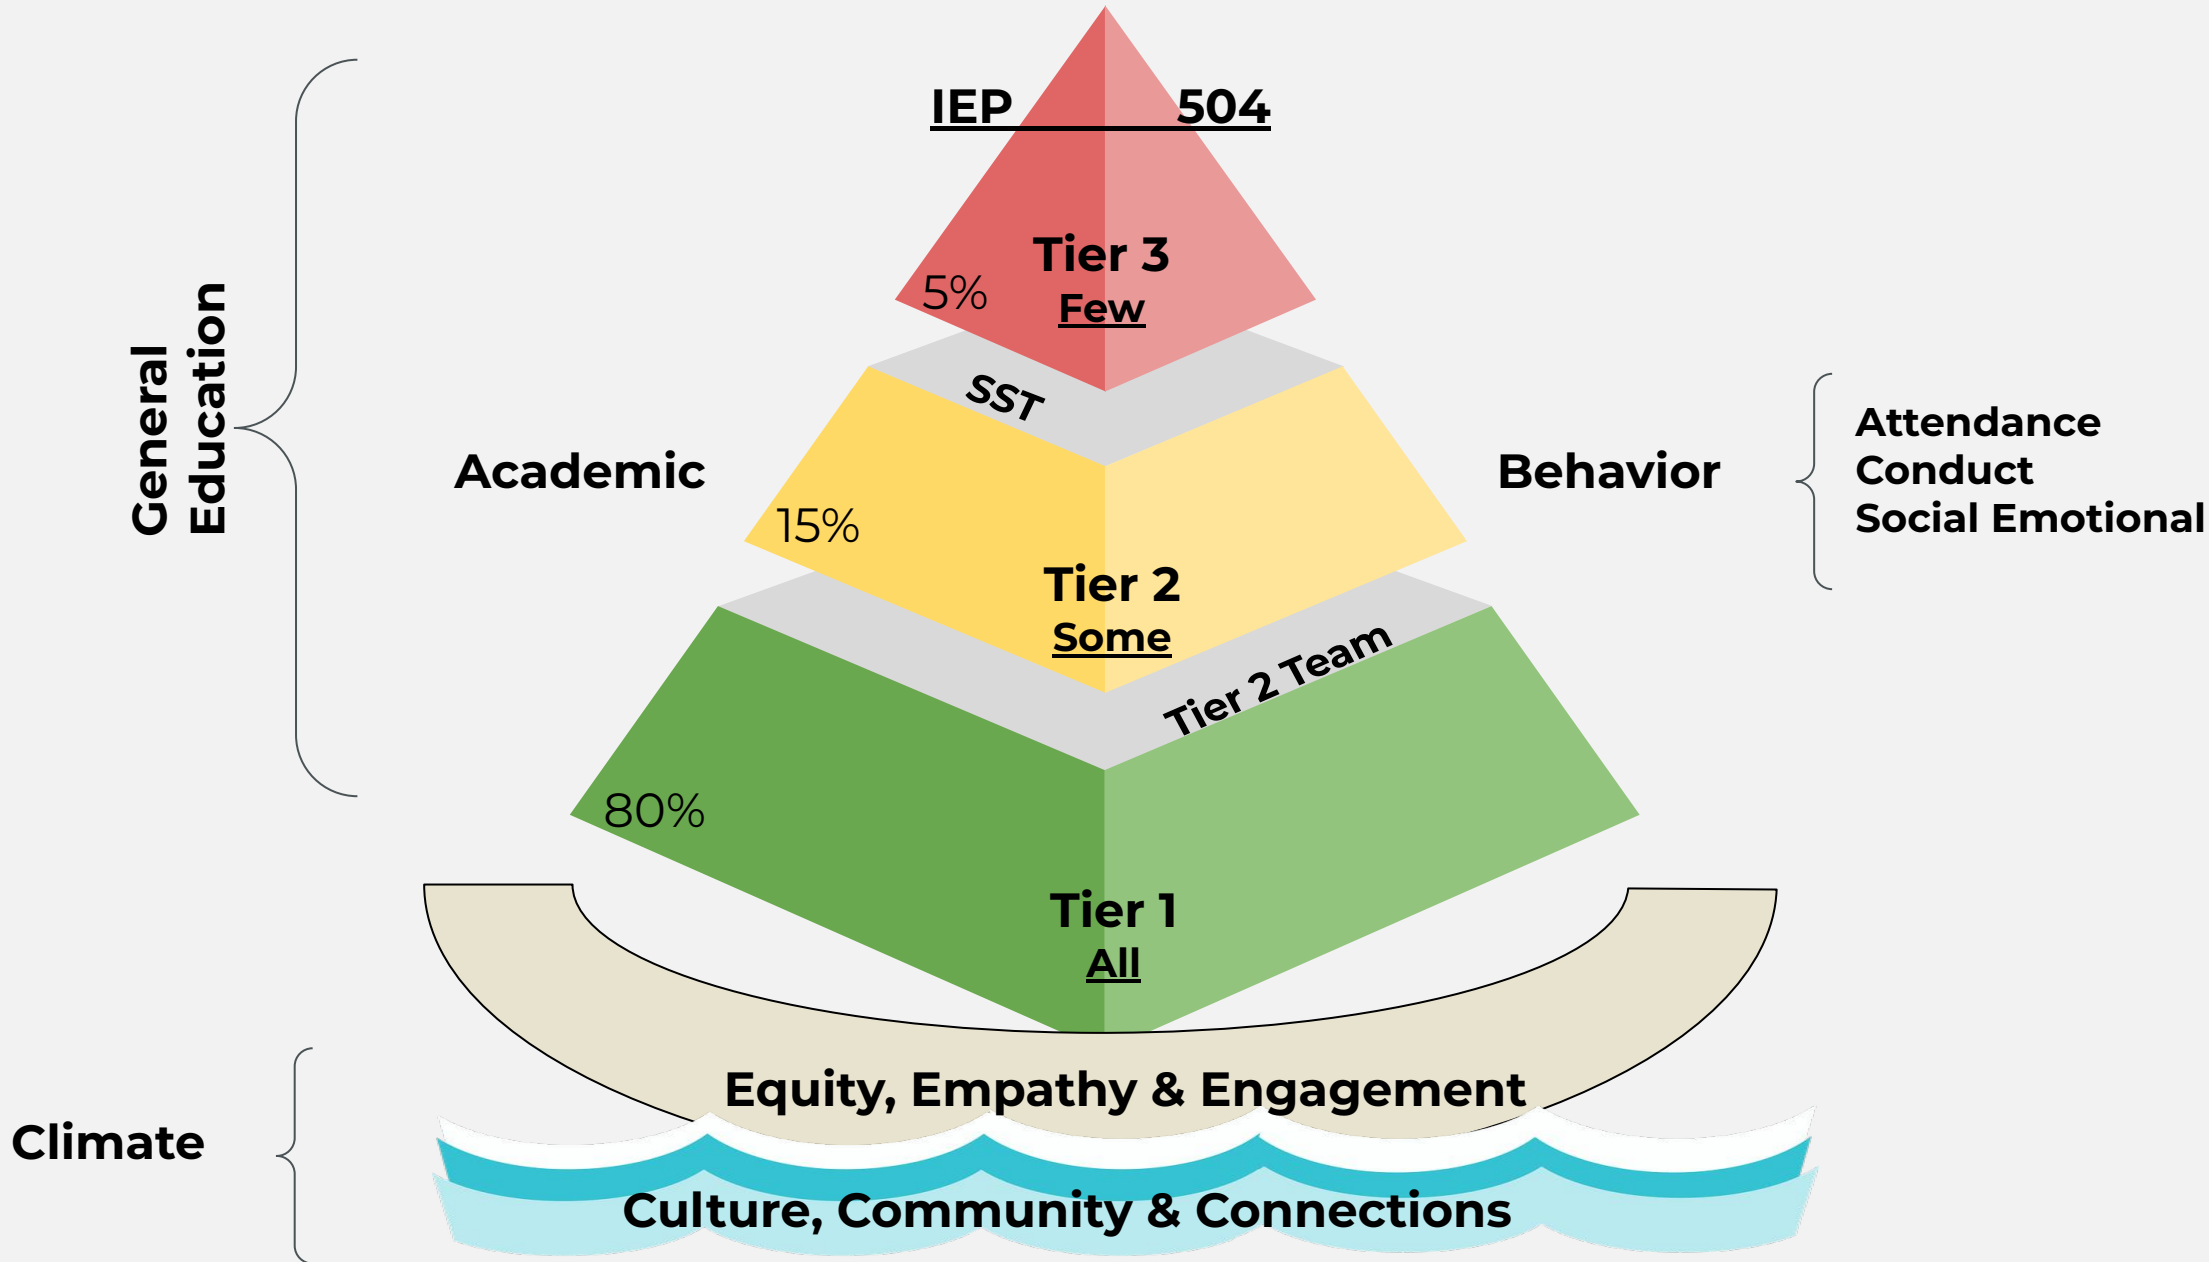 IEP 504
Tier 3
5%
Few
SST
General
Education
Academic
Behavior
Attendance
Conduct
Social Emotional
15%
Tier 2
Some
Tier 2 Team
80%
Tier 1
All
Equity, Empathy & Engagement
Climate
Culture, Community & Connections